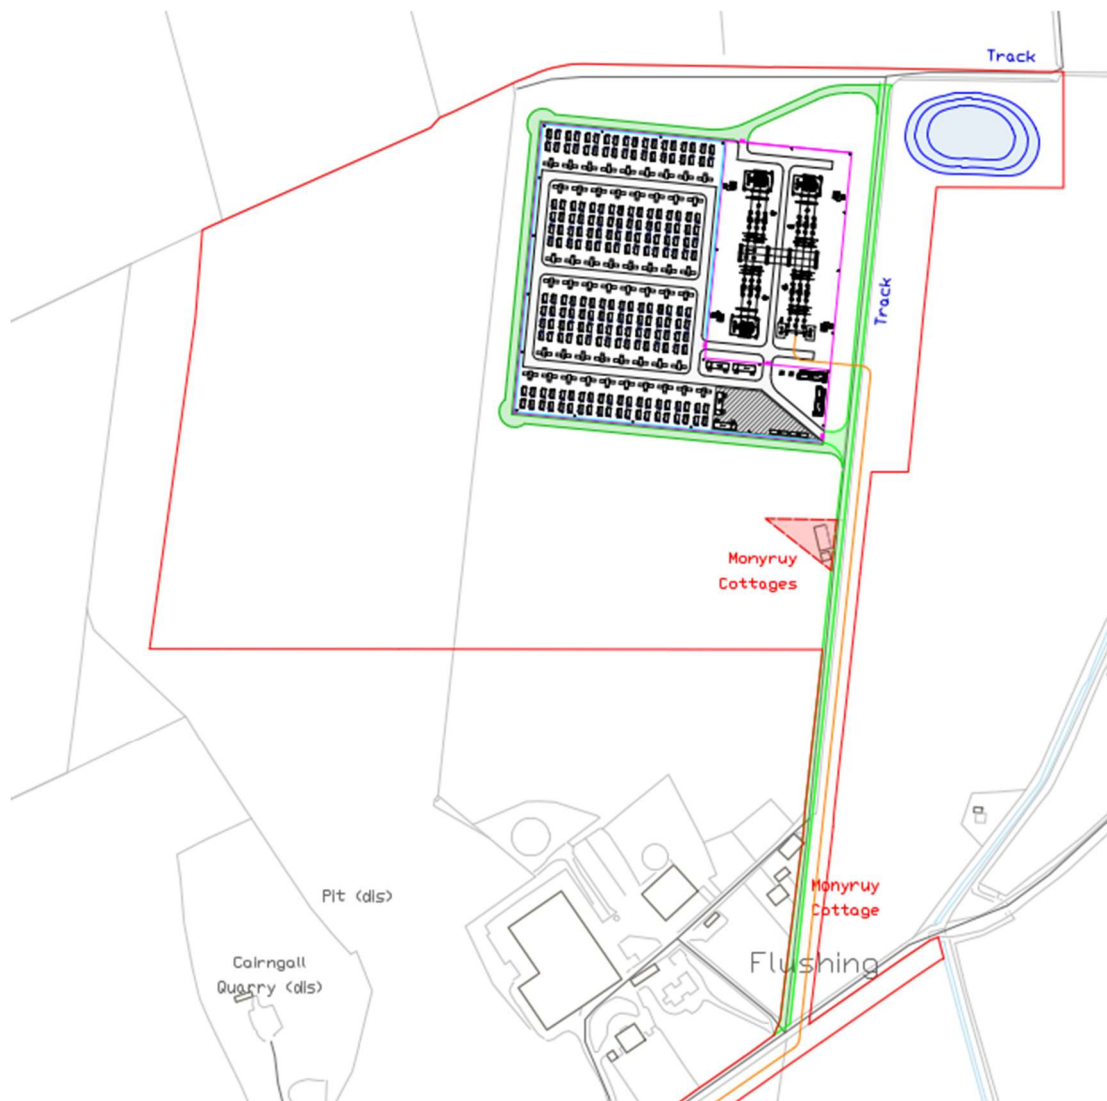 Track
Track
Monyruy
Cottages
Pit (dis)
Monyruy
Cottage
Flushing
Cairngall
Quarry (dis)